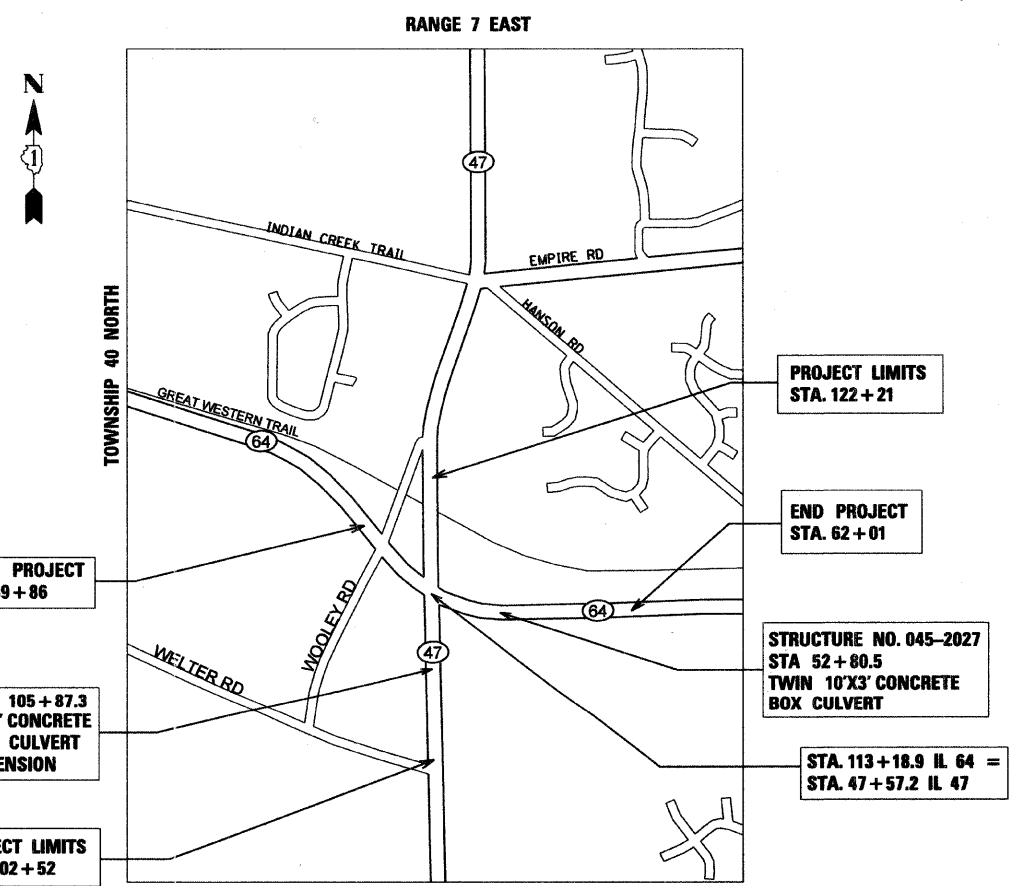 RANGE 7 EAST
N
1
TOWNSHIP 40 NORTH
47
INDIAN CREEK TRAIL
EMPIRE RD
HANSON RD
GREAT WESTERN TRAIL
64
PROJECT LIMITS
STA. 122+21
END PROJECT
STA. 62+01
PROJECT
9+86
WOOLEY RD
64
47
WELTER RD
STRUCTURE NO. 045-2027
STA 52+80.5
TWIN 10'X3' CONCRETE
BOX CULVERT
105+87.3
' CONCRETE
CULVERT
ENSION
STA. 113+18.9 IL 64 =
STA. 47+57.2 IL 47
ECT LIMITS
02+52